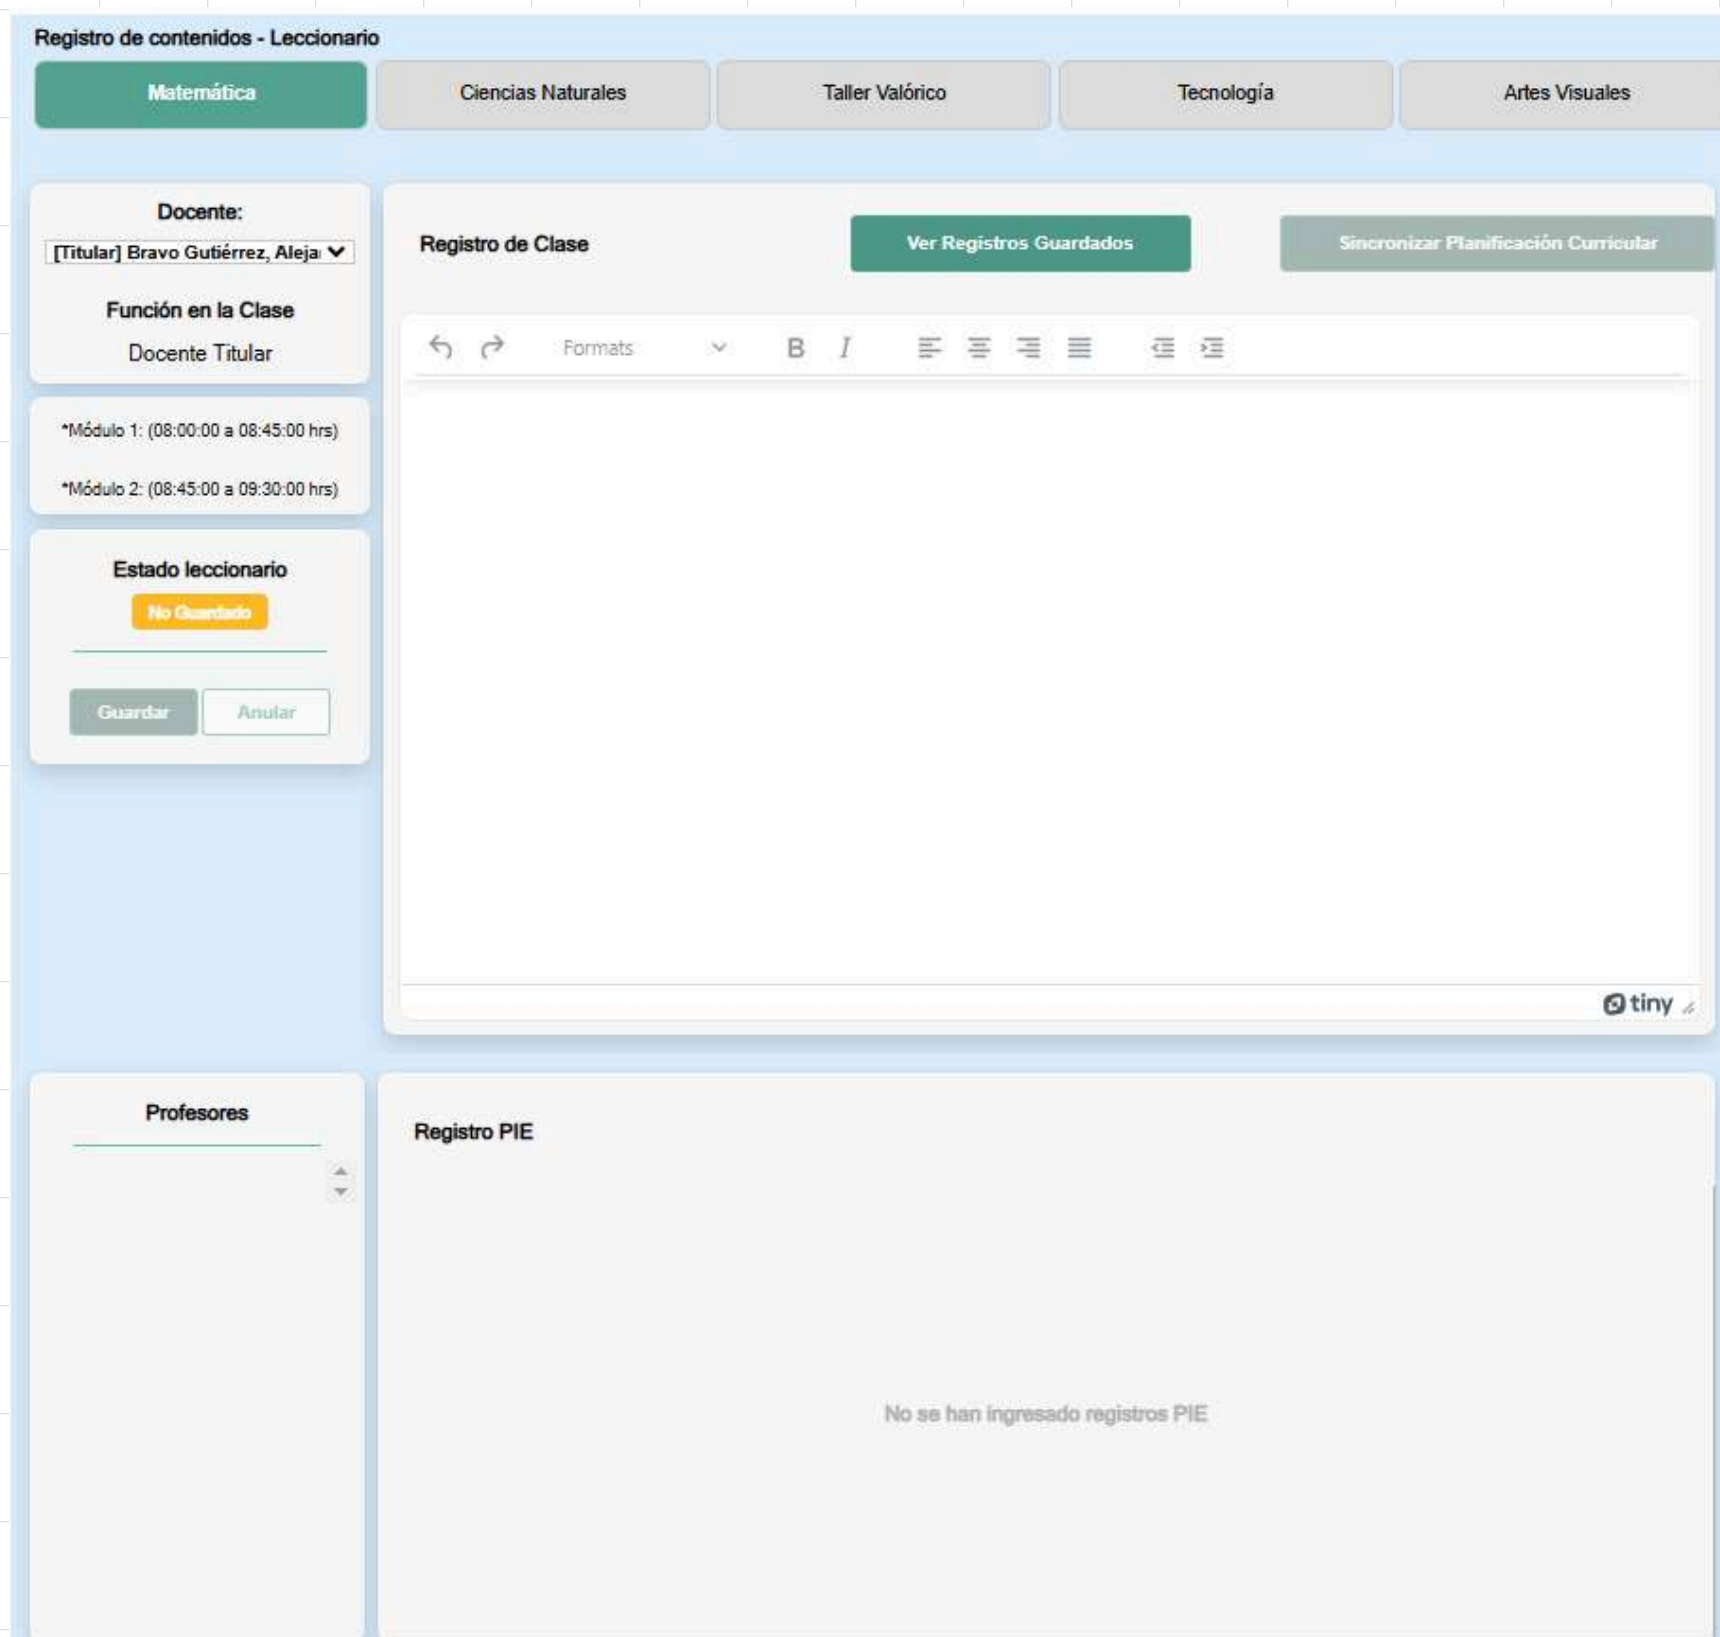 Registro de contenidos - Leccionario
Matemática
Ciencias Naturales
Taller Valórico
Tecnología
Artes Visuales
Docente:
[Titular] Bravo Gutiérrez, Aleja
Función en la Clase
Docente Titular
*Módulo 1: (08:00:00 a 08:45:00 hrs)
*Módulo 2: (08:45:00 a 09:30:00 hrs)
Estado leccionario
No Guardado
Guardar
Anular
Registro de Clase
Ver Registros Guardados
Sincronizar Planificación Curricular
Formats
B I
tiny
Profesores
Registro PIE
No se han ingresado registros PIE